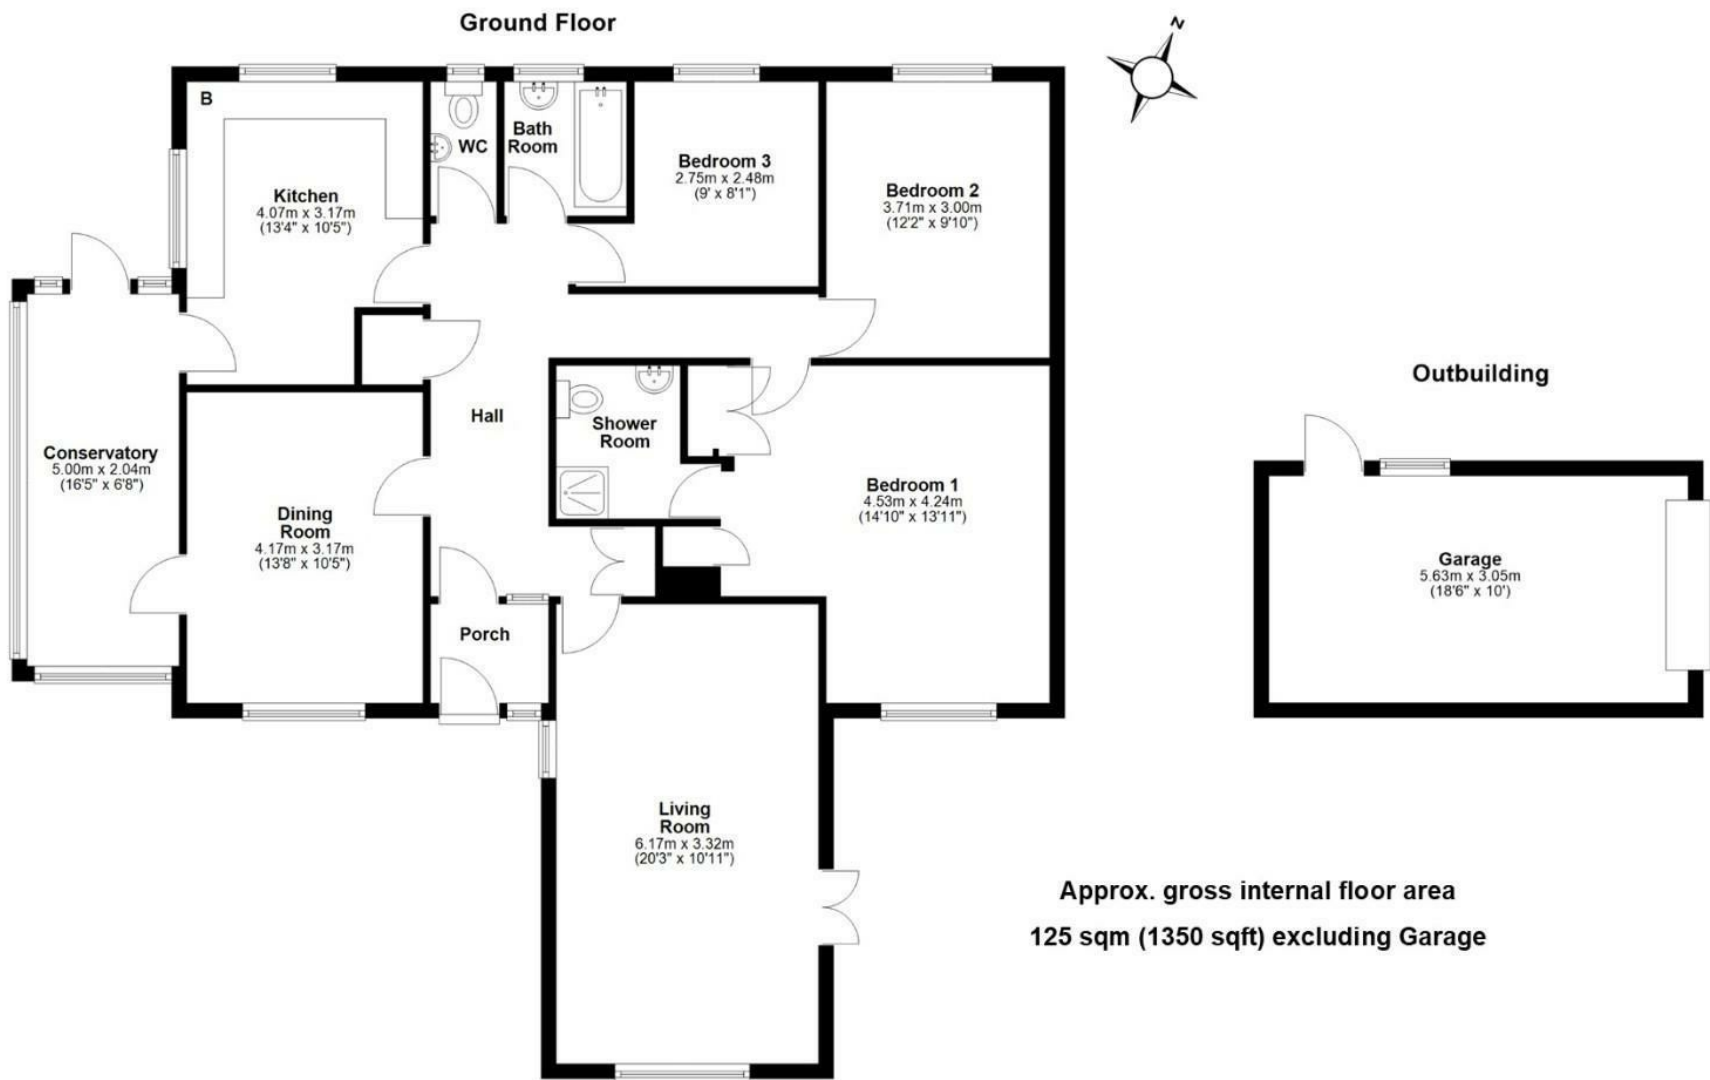 Ground Floor
N
B
Kitchen
4.07m x 3.17m
(13'4" x 10'5")
WC
Bath
Room
Bedroom 3
2.75m x 2.48m
(9' x 8'1")
Bedroom 2
3.71m x 3.00m
(12'2" x 9'10")
Conservatory
5.00m x 2.04m
(16'5" x 6'8")
Dining
Room
4.17m x 3.17m
(13'8" x 10'5")
Hall
Shower
Room
Bedroom 1
4.53m x 4.24m
(14'10" x 13'11")
Porch
Living
Room
6.17m x 3.32m
(20'3" x 10'11")
Outbuilding
Garage
5.63m x 3.05m
(18'6" x 10')
Approx. gross internal floor area
125 sqm (1350 sqft) excluding Garage